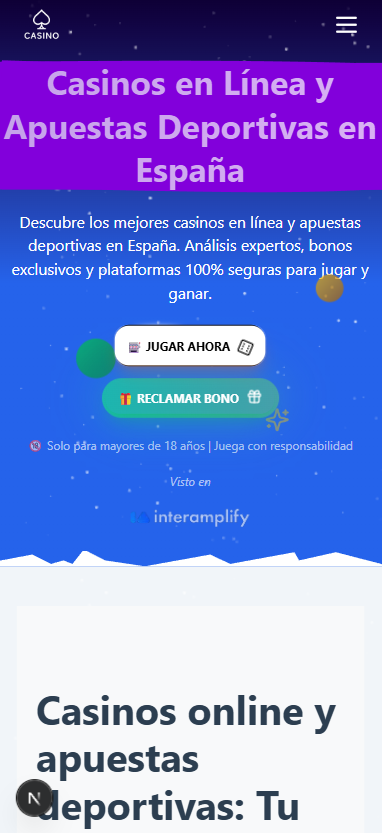 CASINO
Casinos en Línea y
Apuestas Deportivas en
España
Descubre los mejores casinos en línea y apuestas
deportivas en España. Análisis expertos, bonos
exclusivos y plataformas 100% seguras para jugar y
ganar.
JUGAR AHORA
RECLAMAR BONO
Solo para mayores de 18 años | Juega con responsabilidad
Visto en
interamplify
Casinos online y
apuestas
deportivas: Tu
N